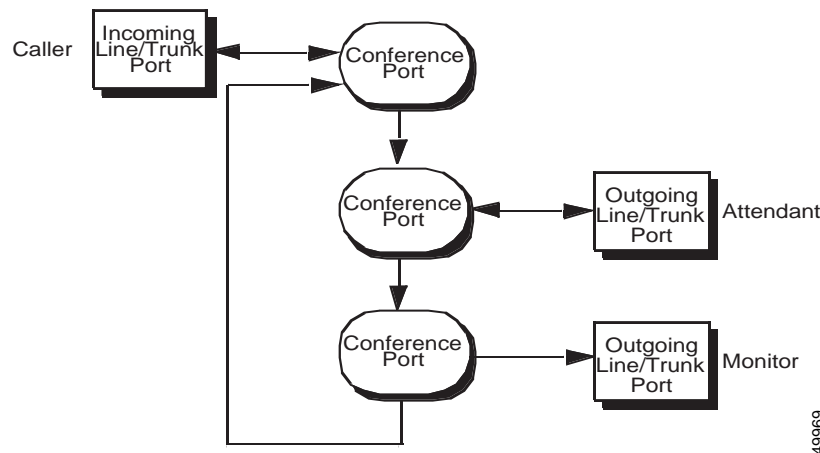 Caller
Incoming
Line/Trunk
Port
Conference
Port
Conference
Port
Outgoing
Line/Trunk
Port
Attendant
Conference
Port
Outgoing
Line/Trunk
Port
Monitor
49969